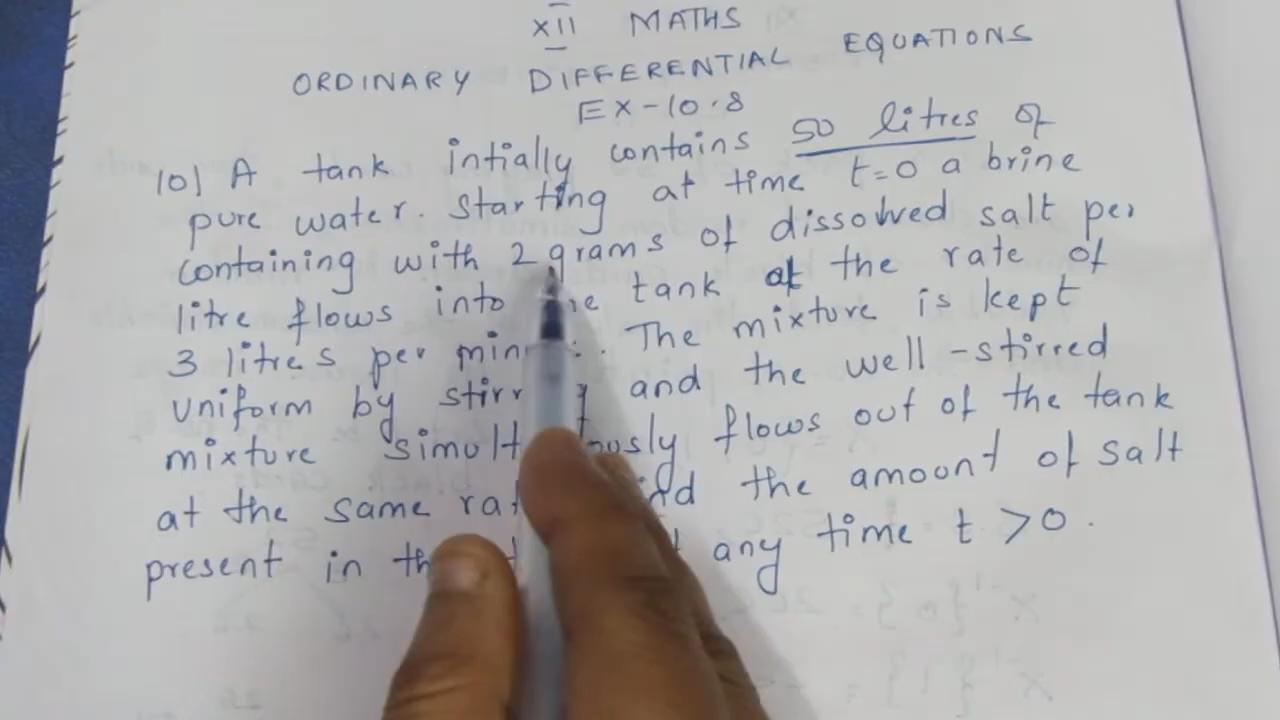 XII MATHS
ORDINARY DIFFERENTIAL EQUATIONS
EX-10.8
10) A tank intially contains 50 litres of
pure water. Starting at time t=0 a brine
containing with 2 grams of dissolved salt per
litre flows into tank at the rate of
3 litres per The mixture is kept
uniform by and the well-stirred
mixture flows out of the tank
at the same the amount of salt
present in any time t >0.